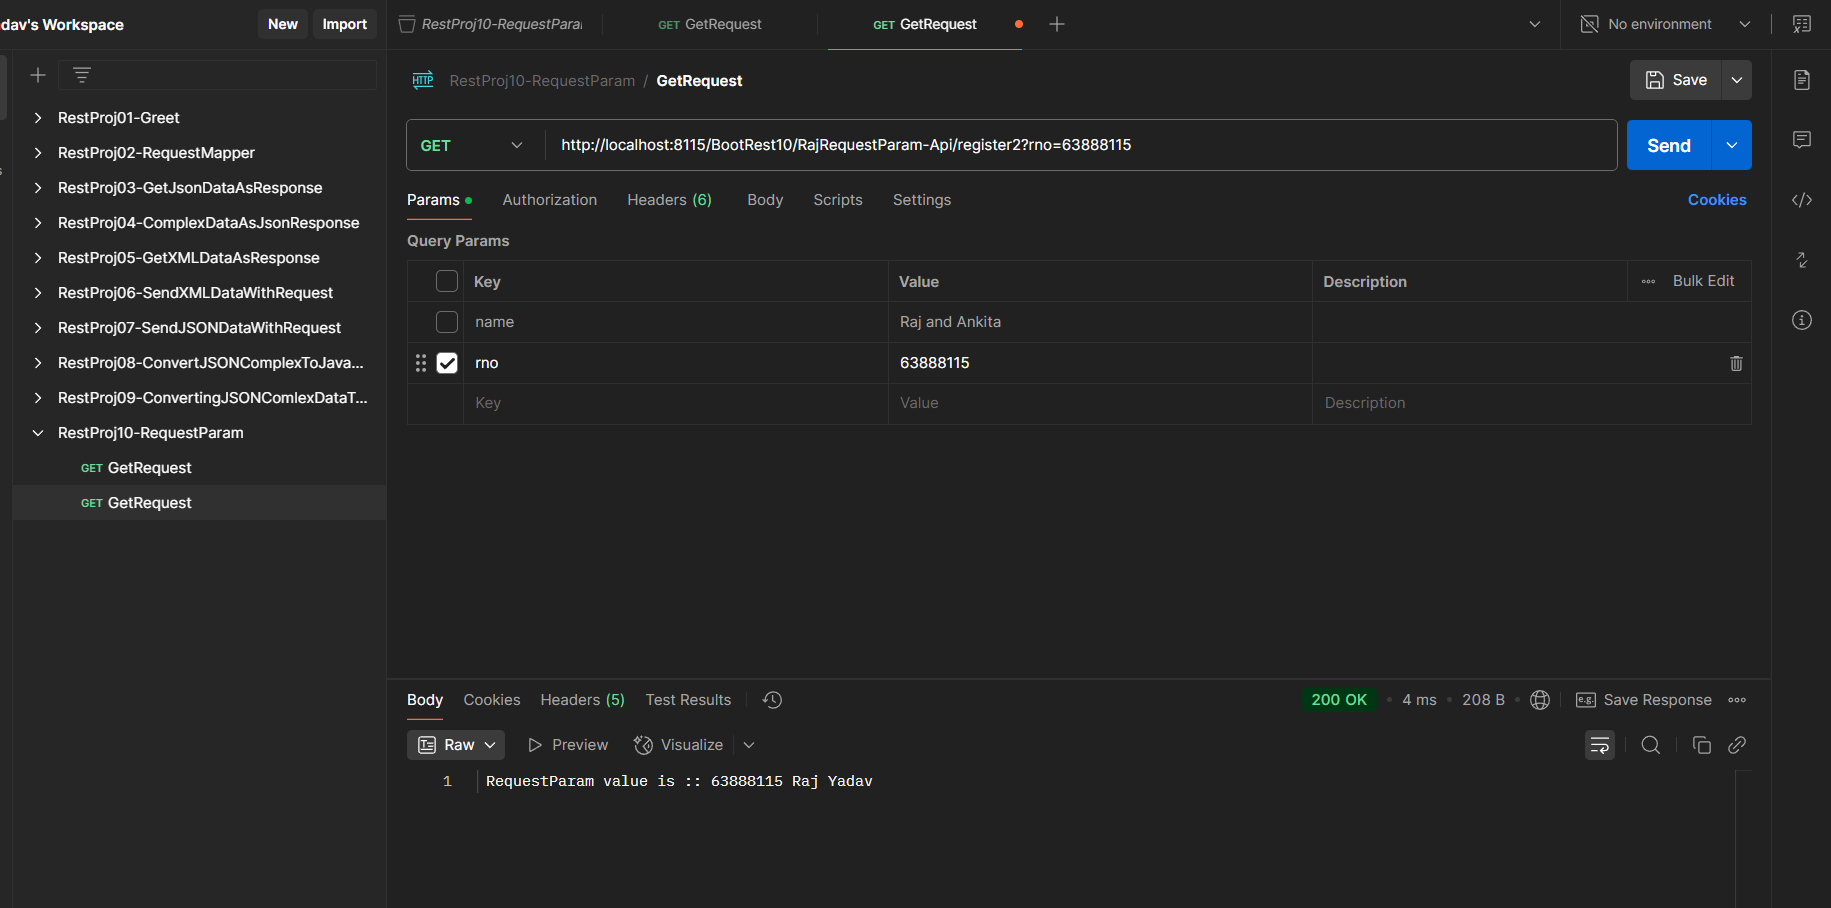 dav's Workspace
New
Import
RestProj10-RequestPara
GET GetRequest
GET GetRequest
No environment
RestProj01-Greet
RestProj02-RequestMapper
RestProj03-GetJsonDataAsResponse
RestProj04-ComplexDataAsJsonResponse
RestProj05-GetXMLDataAsResponse
RestProj06-SendXMLDataWithRequest
RestProj07-SendJSONDataWithRequest
RestProj08-ConvertJSONComplexToJava...
RestProj09-ConvertingJSONComlexDataT...
RestProj10-RequestParam
GET GetRequest
GET GetRequest
HTTP RestProj10-RequestParam / GetRequest
Save
GET http://localhost:8115/BootRest10/RajRequestParam-Api/register2?rno=63888115
Send
Params Authorization Headers (6) Body Scripts Settings
Cookies
Query Params
Key Value Description Bulk Edit
name Raj and Ankita
rno 63888115
Key Value Description
Body Cookies Headers (5) Test Results
200 OK • 4 ms • 208 B • e.g. Save Response
Raw Preview Visualize
1 RequestParam value is :: 63888115 Raj Yadav